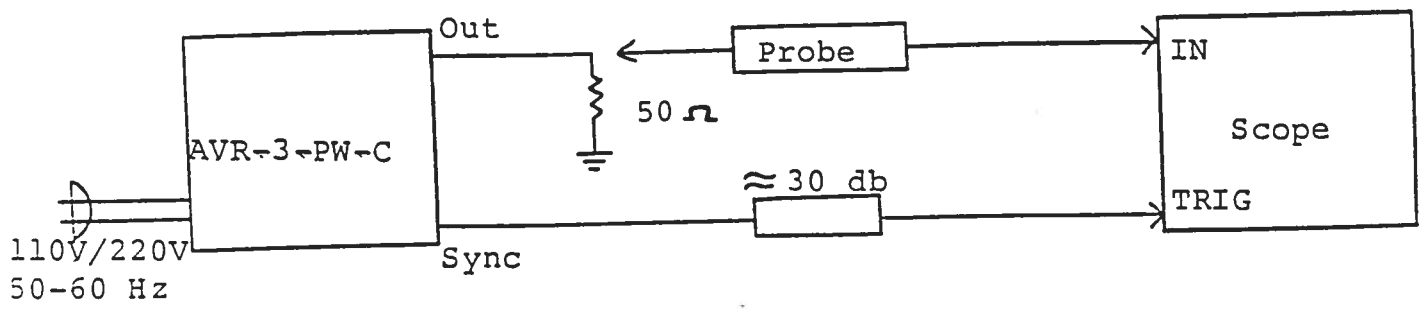 Out
Probe
IN
50 Ω
Scope
AVR-3-PW-C
≈ 30 db
TRIG
Sync
110V/220V
50-60 Hz